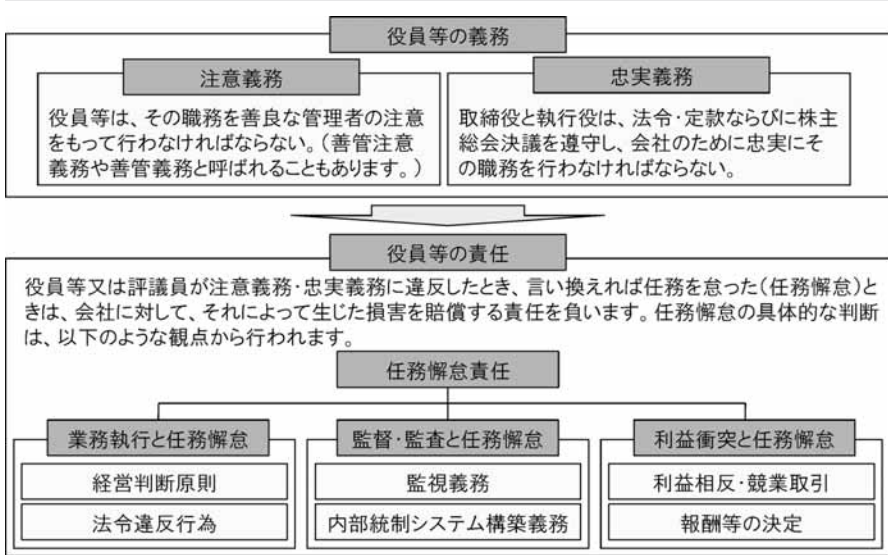 役員等の義務
注意義務
役員等は、その職務を善良な管理者の注意
をもって行わなければならない。(善管注意
義務や善管義務と呼ばれることもあります。)
忠実義務
取締役と執行役は、法令・定款ならびに株主
総会決議を遵守し、会社のために忠実にそ
の職務を行わなければならない。
役員等の責任
役員等又は評議員が注意義務・忠実義務に違反したとき、言い換えれば任務を怠った(任務懈怠)と
きは、会社に対して、それによって生じた損害を賠償する責任を負います。任務懈怠の具体的な判断
は、以下のような観点から行われます。
任務懈怠責任
業務執行と任務懈怠
経営判断原則
法令違反行為
監督・監査と任務懈怠
監視義務
内部統制システム構築義務
利益衝突と任務懈怠
利益相反・競業取引
報酬等の決定